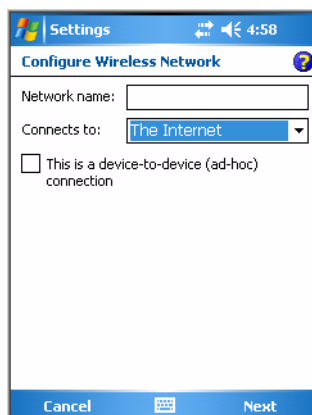 Settings 4:58
Configure Wireless Network ?
Network name:
Connects to: The Internet
This is a device-to-device (ad-hoc)
connection
Cancel Next